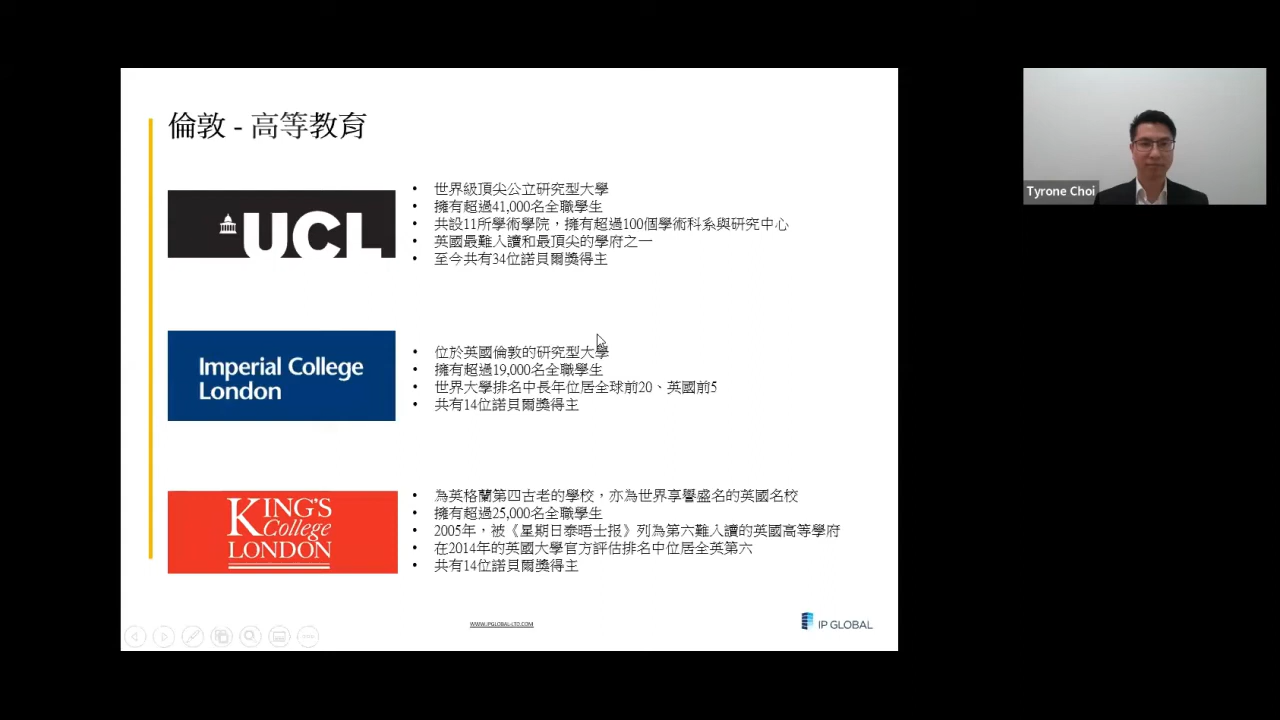 倫敦 - 高等教育
UCL
• 世界級頂尖公立研究型大學
• 擁有超過41,000名全職學生
• 共設11所學術學院，擁有超過100個學術科系與研究中心
• 英國最難入讀和最頂尖的學府之一
• 至今共有34位諾貝爾獎得主
Imperial College
London
• 位於英國倫敦的研究型大學
• 擁有超過19,000名全職學生
• 世界大學排名中長年位居全球前20、英國前5
• 共有14位諾貝爾獎得主
KING'S
College
LONDON
• 為英格蘭第四古老的學校，亦為世界享譽盛名的英國名校
• 擁有超過25,000名全職學生
• 2005年，被《星期日泰晤士报》列為第六難入讀的英國高等學府
• 在2014年的英國大學官方評估排名中位居全英第六
• 共有14位諾貝爾獎得主
WWW.IPGLOBAL-LTD.COM
IP GLOBAL
Tyrone Choi